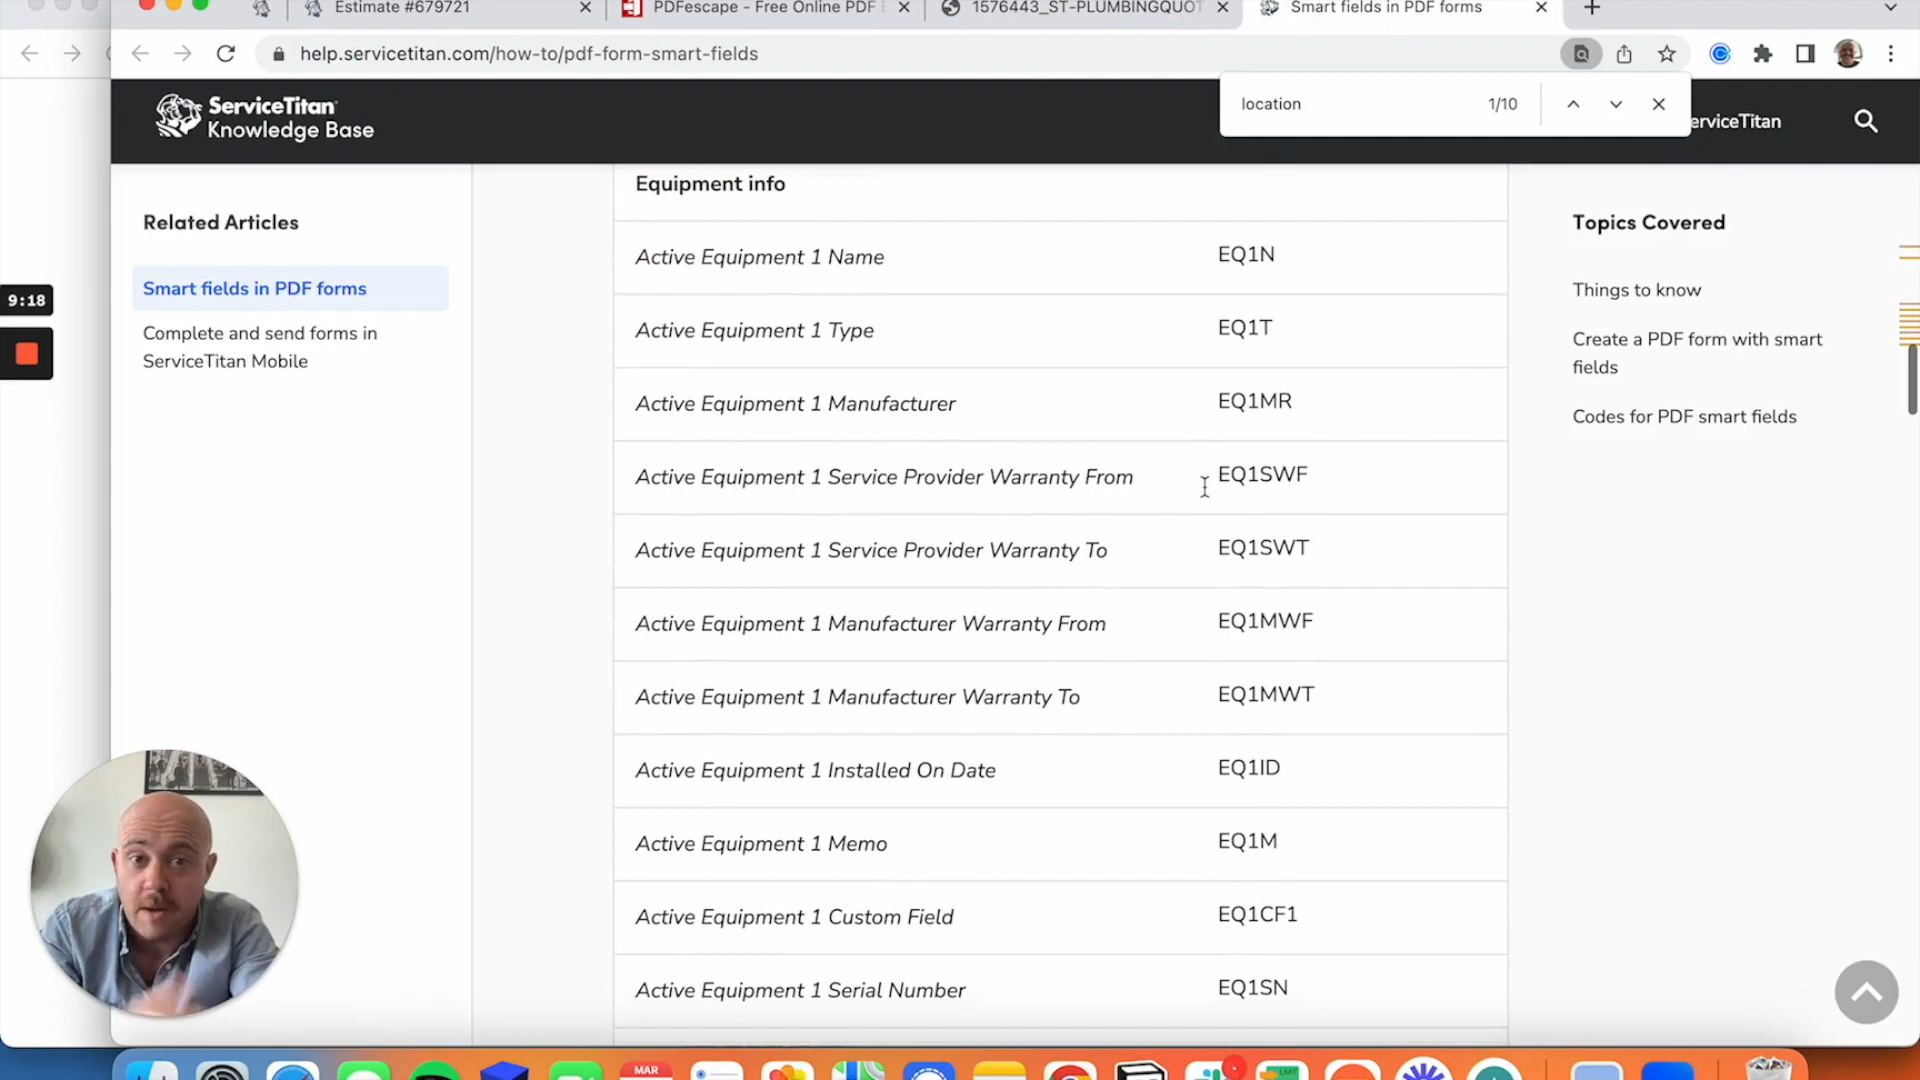 Estimate #679721
PDFescape - Free Online PDF E
1576443_ST-PLUMBINGQUOT
Smart fields in PDF forms
help.servicetitan.com/how-to/pdf-form-smart-fields
location
1/10
ServiceTitan
Knowledge Base
erviceTitan
Related Articles
Smart fields in PDF forms
Complete and send forms in
ServiceTitan Mobile
9:18
Equipment info
Active Equipment 1 Name
EQ1N
Active Equipment 1 Type
EQ1T
Active Equipment 1 Manufacturer
EQ1MR
Active Equipment 1 Service Provider Warranty From
EQ1SWF
Active Equipment 1 Service Provider Warranty To
EQ1SWT
Active Equipment 1 Manufacturer Warranty From
EQ1MWF
Active Equipment 1 Manufacturer Warranty To
EQ1MWT
Active Equipment 1 Installed On Date
EQ1ID
Active Equipment 1 Memo
EQ1M
Active Equipment 1 Custom Field
EQ1CF1
Active Equipment 1 Serial Number
EQ1SN
Topics Covered
Things to know
Create a PDF form with smart
fields
Codes for PDF smart fields
MAR